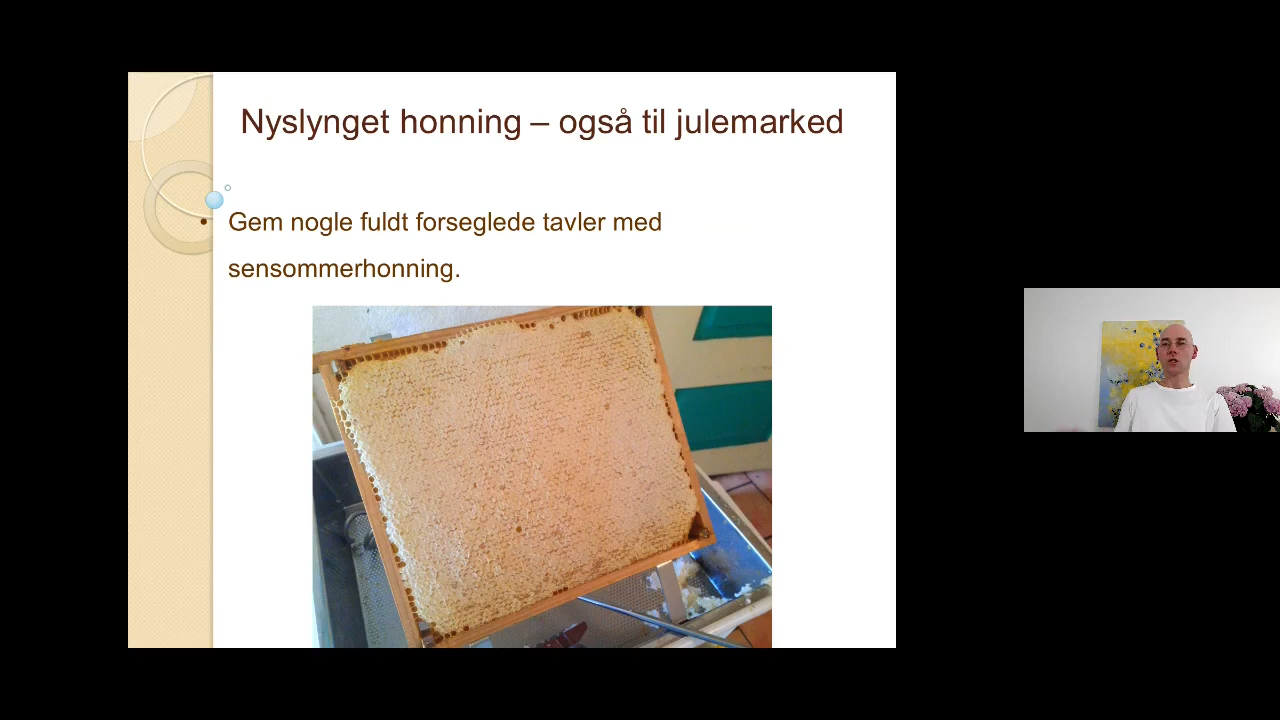 Nyslynget honning – også til julemarked
• Gem nogle fuldt forseglede tavler med
sensommerhonning.